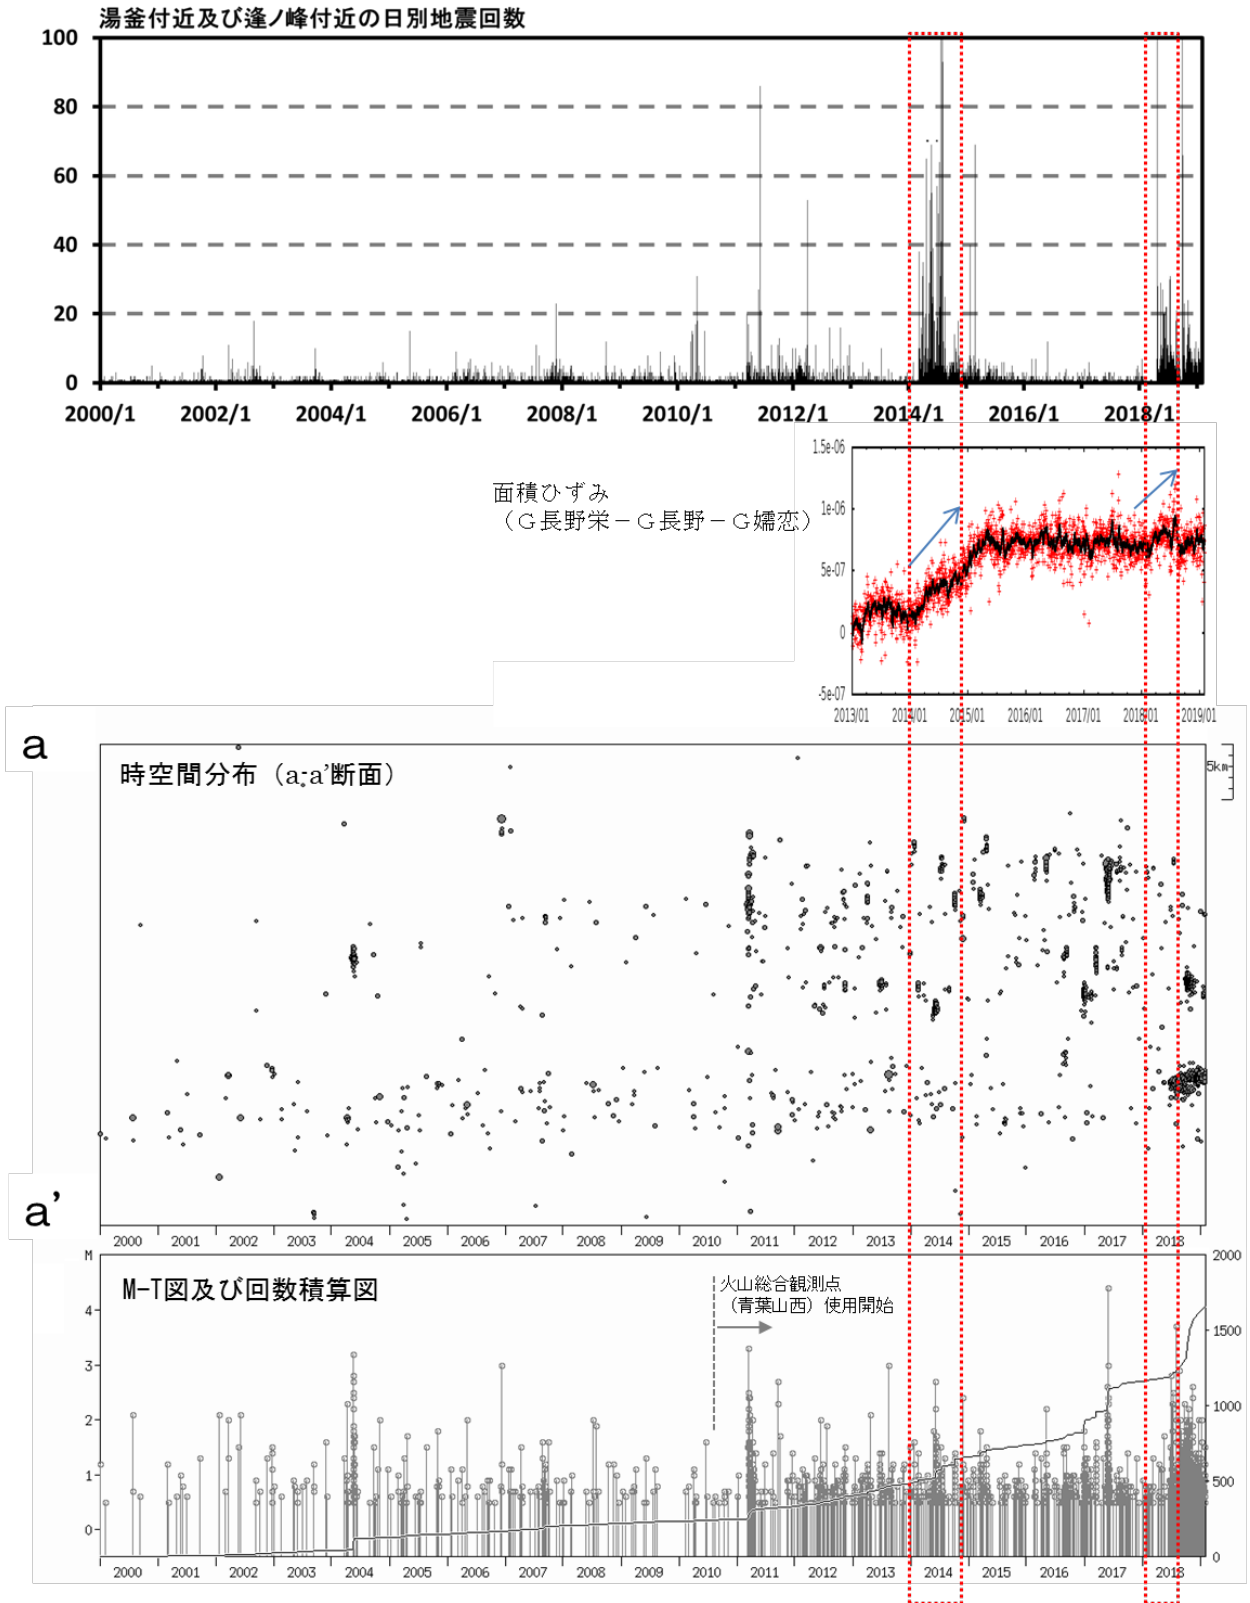 湯釜付近及び逢ノ峰付近の日別地震回数
100
80
60
40
20
0
2000/1 2002/1 2004/1 2006/1 2008/1 2010/1 2012/1 2014/1 2016/1 2018/1
面積ひずみ
（Ｇ長野栄－Ｇ長野－Ｇ嬬恋）
1.5e-06
1e-06
5e-07
0
-5e-07
2013/01 2014/01 2015/01 2016/01 2017/01 2018/01 2019/01
a
時空間分布（a-a’断面）
5km
a’
2000 2001 2002 2003 2004 2005 2006 2007 2008 2009 2010 2011 2012 2013 2014 2015 2016 2017 2018
M
M-T図及び回数積算図
火山総合観測点
（青葉山西）使用開始
4
3
2
1
0
2000
1500
1000
500
0
2000 2001 2002 2003 2004 2005 2006 2007 2008 2009 2010 2011 2012 2013 2014 2015 2016 2017 2018